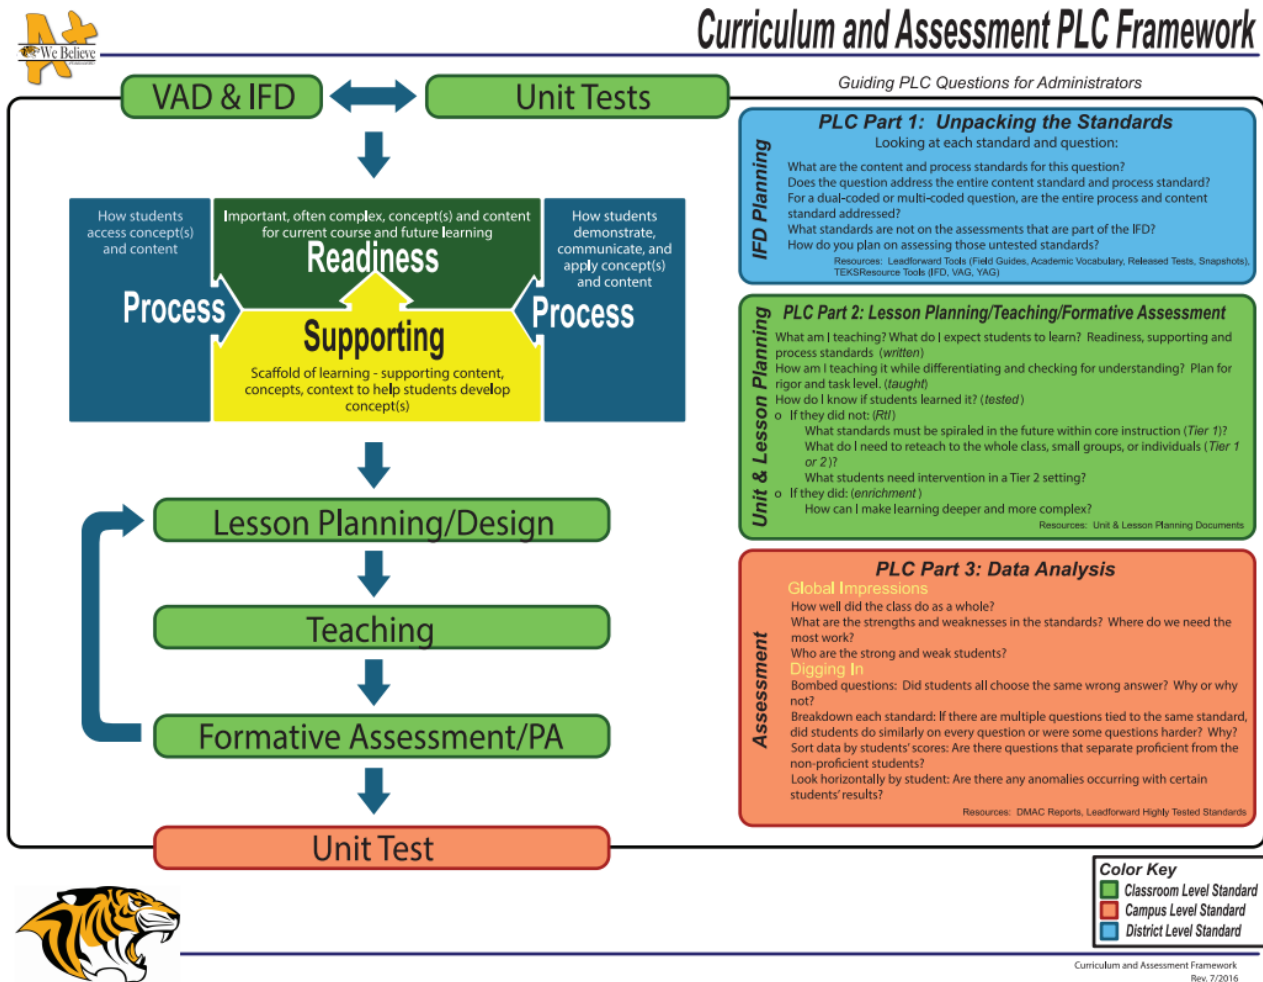 A+
We Believe
Curriculum and Assessment PLC Framework
Guiding PLC Questions for Administrators
VAD & IFD
Unit Tests
How students
access concept(s)
and content
Process
Important, often complex, concept(s) and content
for current course and future learning
Readiness
Supporting
Scaffold of learning - supporting content,
concepts, context to help students develop
concept(s)
How students
demonstrate,
communicate, and
apply concept(s)
and content
Process
Lesson Planning/Design
Teaching
Formative Assessment/PA
Unit Test
IFD Planning
PLC Part 1: Unpacking the Standards
Looking at each standard and question:
What are the content and process standards for this question?
Does the question address the entire content standard and process standard?
For a dual-coded or multi-coded question, are the entire process and content
standard addressed?
What standards are not on the assessments that are part of the IFD?
How do you plan on assessing those untested standards?
Resources: Leadforward Tools (Field Guides, Academic Vocabulary, Released Tests, Snapshots),
TEKSResource Tools (IFD, VAG, YAG)
Unit & Lesson Planning
PLC Part 2: Lesson Planning/Teaching/Formative Assessment
What am I teaching? What do I expect students to learn? Readiness, supporting and
process standards (written)
How am I teaching it while differentiating and checking for understanding? Plan for
rigor and task level. (taught)
How do I know if students learned it? (tested)
o If they did not: (RtI)
What standards must be spiraled in the future within core instruction (Tier 1)?
What do I need to reteach to the whole class, small groups, or individuals (Tier 1
or 2)?
What students need intervention in a Tier 2 setting?
o If they did: (enrichment)
How can I make learning deeper and more complex?
Resources: Unit & Lesson Planning Documents
Assessment
PLC Part 3: Data Analysis
Global Impressions
How well did the class do as a whole?
What are the strengths and weaknesses in the standards? Where do we need the
most work?
Who are the strong and weak students?
Digging In
Bombed questions: Did students all choose the same wrong answer? Why or why
not?
Breakdown each standard: If there are multiple questions tied to the same standard,
did students do similarly on every question or were some questions harder? Why?
Sort data by students' scores: Are there questions that separate proficient from the
non-proficient students?
Look horizontally by student: Are there any anomalies occurring with certain
students' results?
Resources: DMAC Reports, Leadforward Highly Tested Standards
Color Key
Classroom Level Standard
Campus Level Standard
District Level Standard
Curriculum and Assessment Framework
Rev. 7/2016